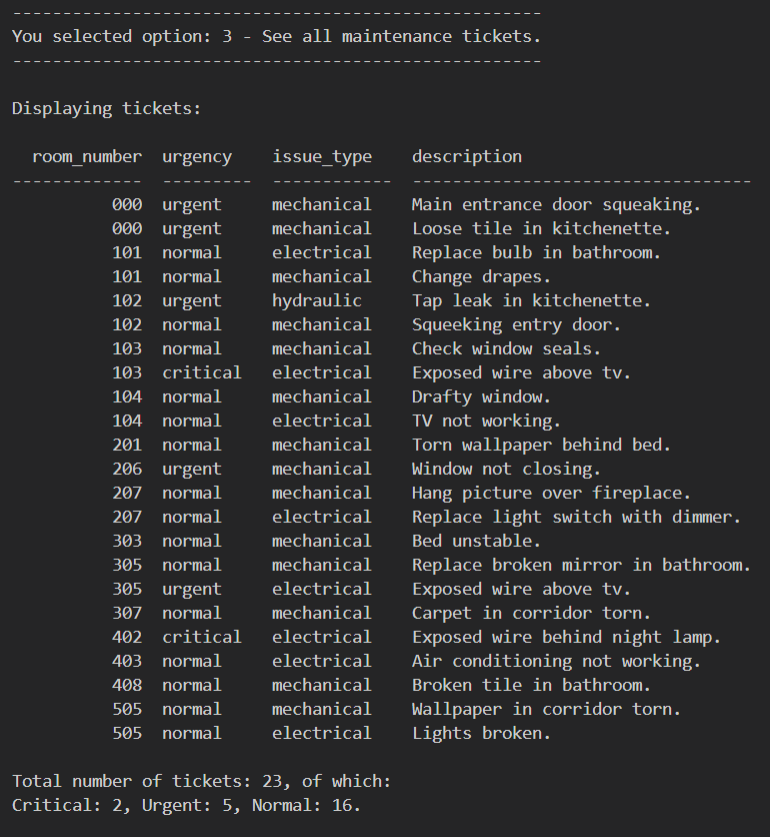 -----------------------------------------------------
You selected option: 3 - See all maintenance tickets.
-----------------------------------------------------
Displaying tickets:
room_number  urgency    issue_type    description
-------------  ---------  ------------  ----------------------------------
000  urgent     mechanical    Main entrance door squeaking.
000  urgent     mechanical    Loose tile in kitchenette.
101  normal     electrical    Replace bulb in bathroom.
101  normal     mechanical    Change drapes.
102  urgent     hydraulic     Tap leak in kitchenette.
102  normal     mechanical    Squeeking entry door.
103  normal     mechanical    Check window seals.
103  critical   electrical    Exposed wire above tv.
104  normal     mechanical    Drafty window.
104  normal     electrical    TV not working.
201  normal     mechanical    Torn wallpaper behind bed.
206  urgent     mechanical    Window not closing.
207  normal     mechanical    Hang picture over fireplace.
207  normal     electrical    Replace light switch with dimmer.
303  normal     mechanical    Bed unstable.
305  normal     mechanical    Replace broken mirror in bathroom.
305  urgent     electrical    Exposed wire above tv.
307  normal     mechanical    Carpet in corridor torn.
402  critical   electrical    Exposed wire behind night lamp.
403  normal     electrical    Air conditioning not working.
408  normal     mechanical    Broken tile in bathroom.
505  normal     mechanical    Wallpaper in corridor torn.
505  normal     electrical    Lights broken.
Total number of tickets: 23, of which:
Critical: 2, Urgent: 5, Normal: 16.